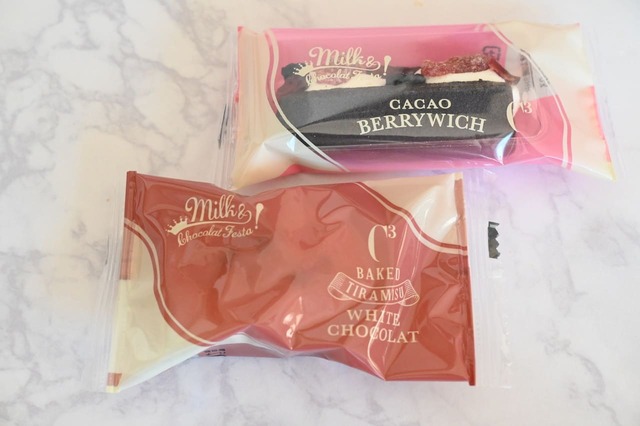 Milk&!
Chocolat Festa
C3
CACAO
BERRYWICH
Milk&!
Chocolat Festa
C3
BAKED
TIRAMISU
WHITE
CHOCOLAT